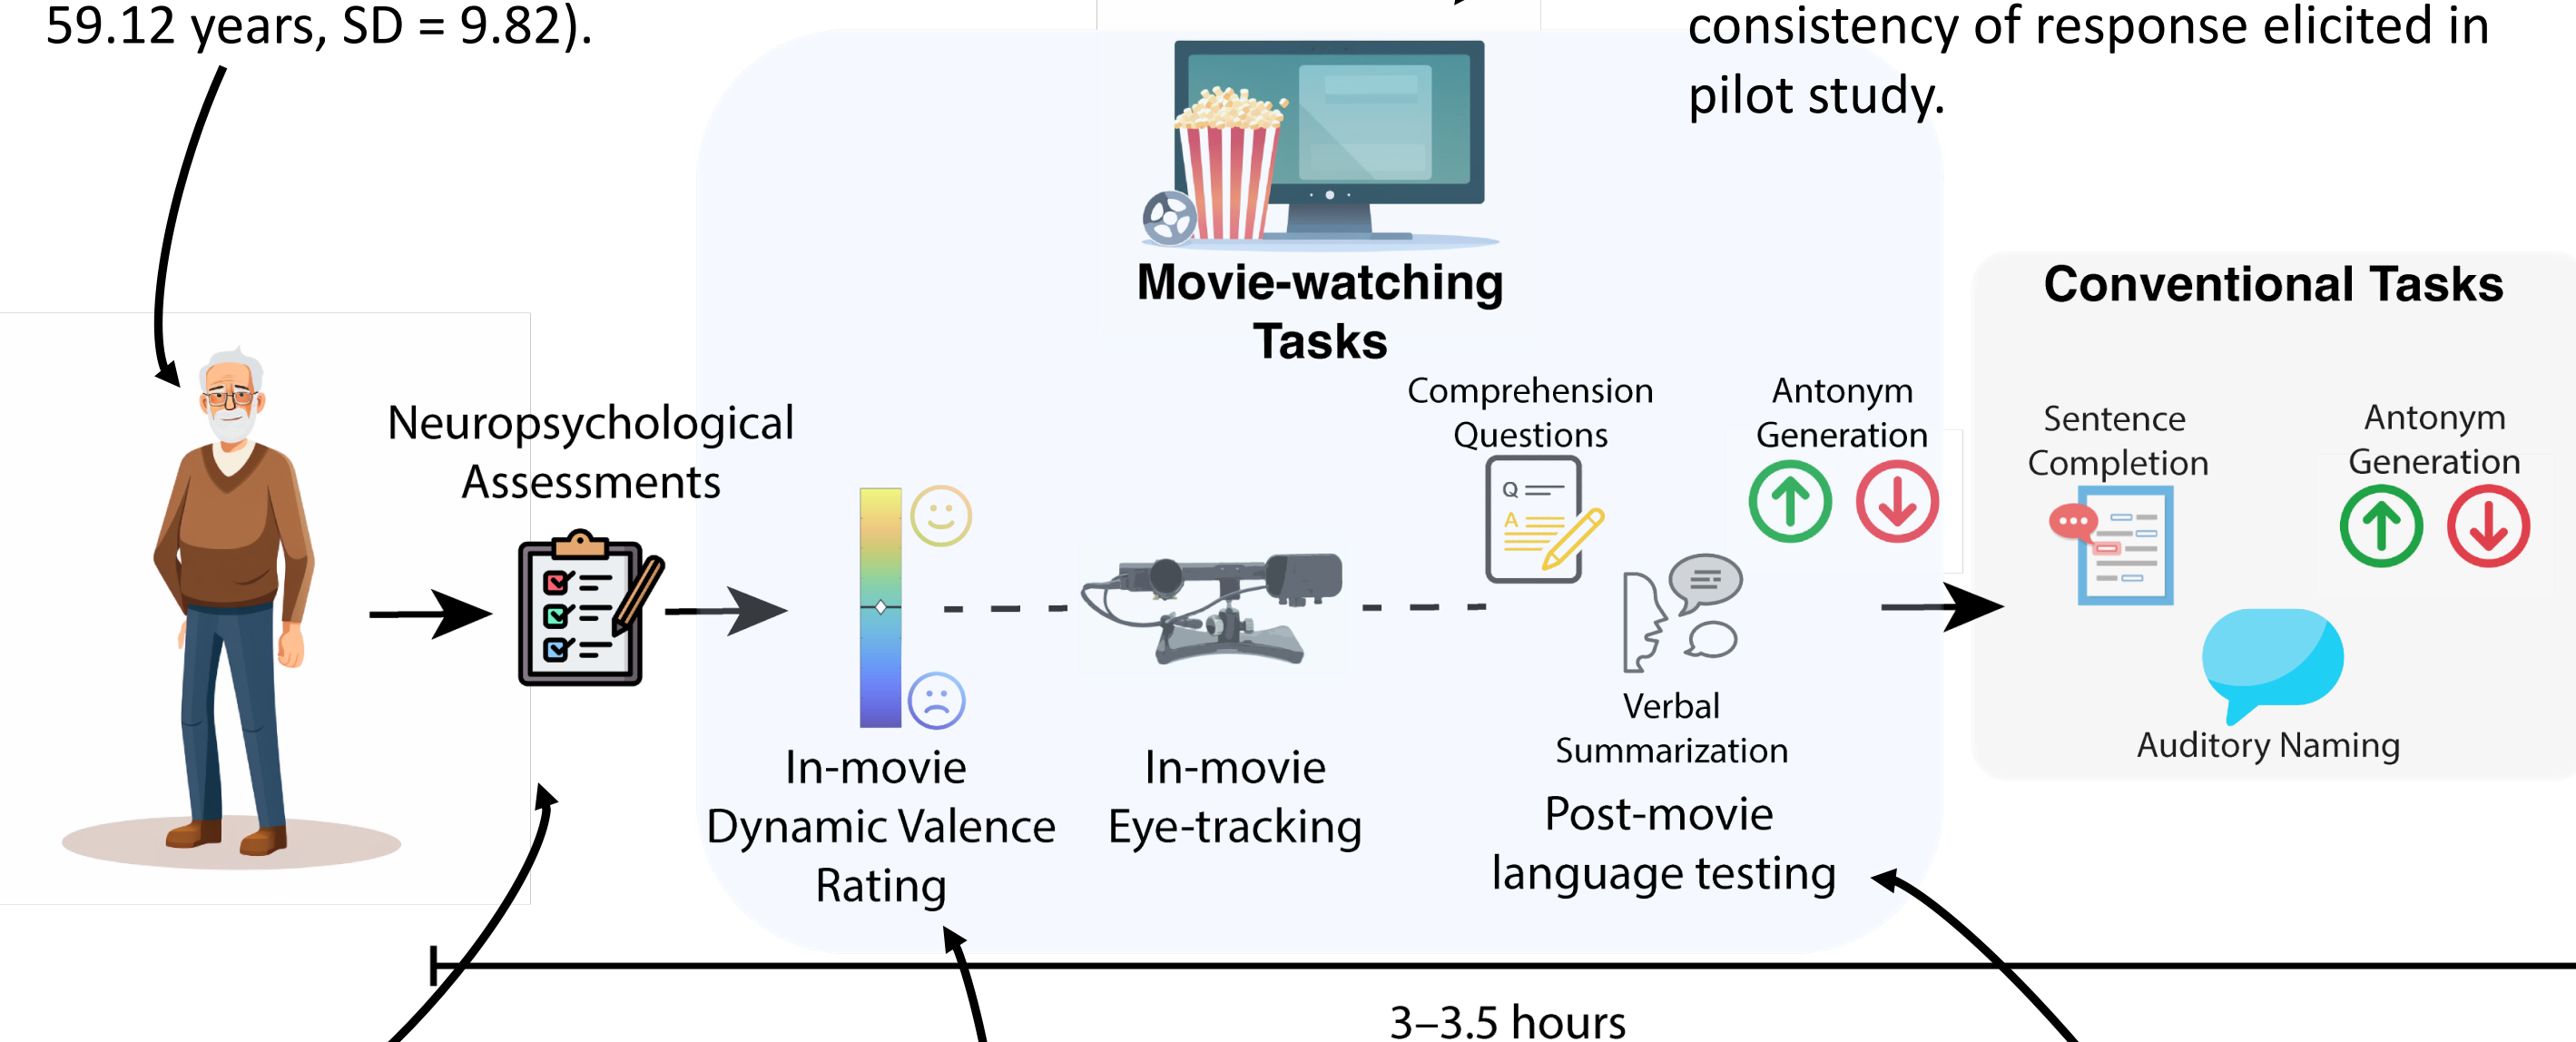 59.12 years, SD = 9.82).
consistency of response elicited in
pilot study.
Movie-watching
Tasks
Conventional Tasks
Neuropsychological
Assessments
Comprehension
Questions
Antonym
Generation
Sentence
Completion
Antonym
Generation
Q
A
Verbal
Summarization
Auditory Naming
In-movie
Dynamic Valence
Rating
In-movie
Eye-tracking
Post-movie
language testing
3–3.5 hours